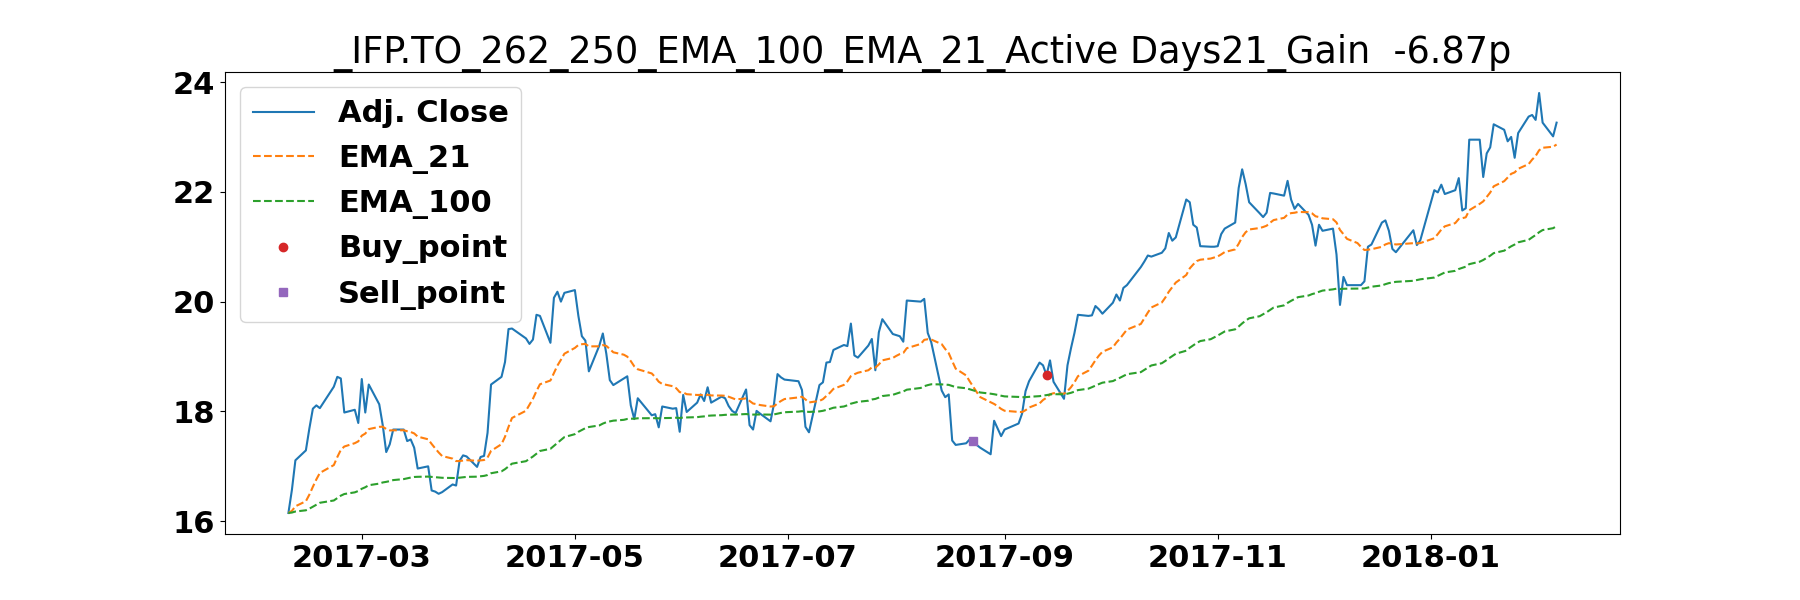 _IFP.TO_262_250_EMA_100_EMA_21_Active Days21_Gain  -6.87p
24
22
20
18
16
Adj. Close
EMA_21
EMA_100
Buy_point
Sell_point
2017-03 2017-05 2017-07 2017-09 2017-11 2018-01